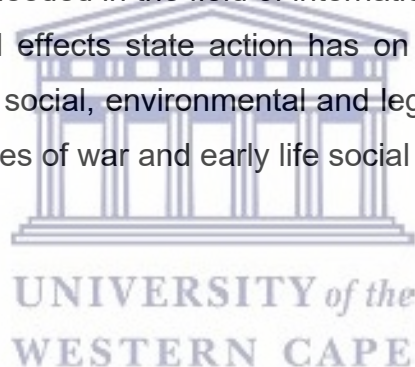 effects state action has on
social, environmental and leg
es of war and early life social
UNIVERSITY of the
WESTERN CAPE